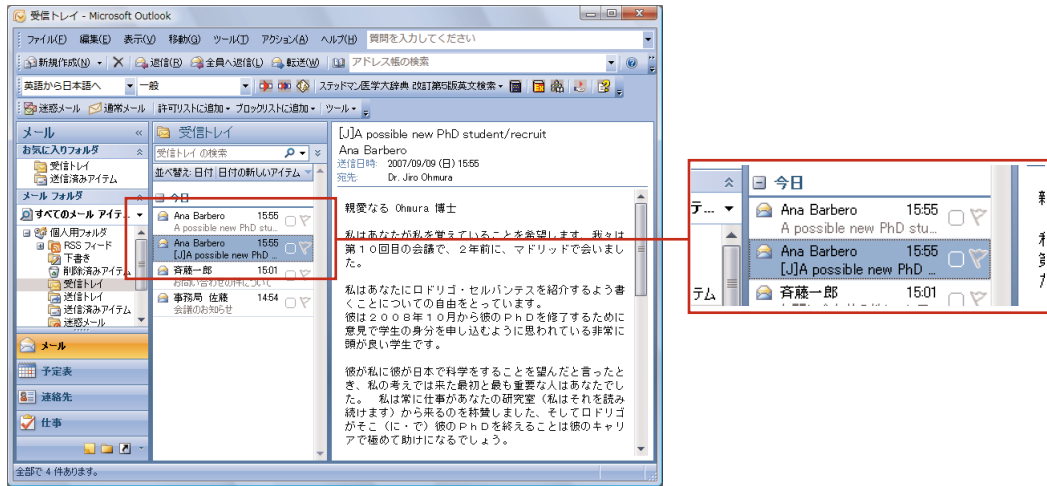 受信トレイ - Microsoft Outlook
ファイル(F) 編集(E) 表示(V) 移動(G) ツール(T) アクション(A) ヘルプ(H) 質問を入力してください
新規作成(N) 返信(R) 全員へ返信(L) 転送(W) アドレス帳の検索
英語から日本語へ 一般 ステッドマン医学大辞典 改訂第5版英文検索
迷惑メール 通常メール 許可リストに追加 ブロックリストに追加 ツール
メール
お気に入りフォルダ
受信トレイ
送信済みアイテム
メール フォルダ
すべてのメール アイテ...
個人用フォルダ
RSS フィード
下書き
削除済みアイテム
受信トレイ
送信トレイ
送信済みアイテム
迷惑メール
メール
予定表
連絡先
仕事
受信トレイ
受信トレイ の検索
並べ替え: 日付 日付の新しいアイテム
今日
Ana Barbero 15:55
A possible new PhD stu...
Ana Barbero 15:55
[J]A possible new PhD ...
斉藤一郎 15:01
お問い合わせの件について
事務局 佐藤 14:54
会議のお知らせ
[J]A possible new PhD student/recruit
Ana Barbero
送信日時: 2007/09/09 (日) 15:55
宛先: Dr. Jiro Ohmura
親愛なる Ohmura 博士
私はあなたが私を覚えていることを希望します。我々は
第１０回目の会議で、２年前に、マドリッドで会いまし
た。
私はあなたにロドリゴ・セルバンテスを紹介するよう書
くことについての自由をとっています。
彼は２００８年１０月から彼のＰｈＤを修了するために
意見で学生の身分を申し込むように思われている非常に
頭が良い学生です。
彼が私に彼が日本で科学をすることを望んだと言ったと
き、私の考えでは来た最初と最も重要な人はあなたでし
た。 私は常に仕事があなたの研究室（私はそれを読み
続けます）から来るのを称賛しました、そしてロドリゴ
がそこ（に・で）彼のＰｈＤを終えることは彼のキャリ
アで極めて助けになるでしょう。
全部で 4 件あります。
今日
テ...
Ana Barbero 15:55
A possible new PhD stu...
Ana Barbero 15:55
[J]A possible new PhD ...
テム
斉藤一郎 15:01